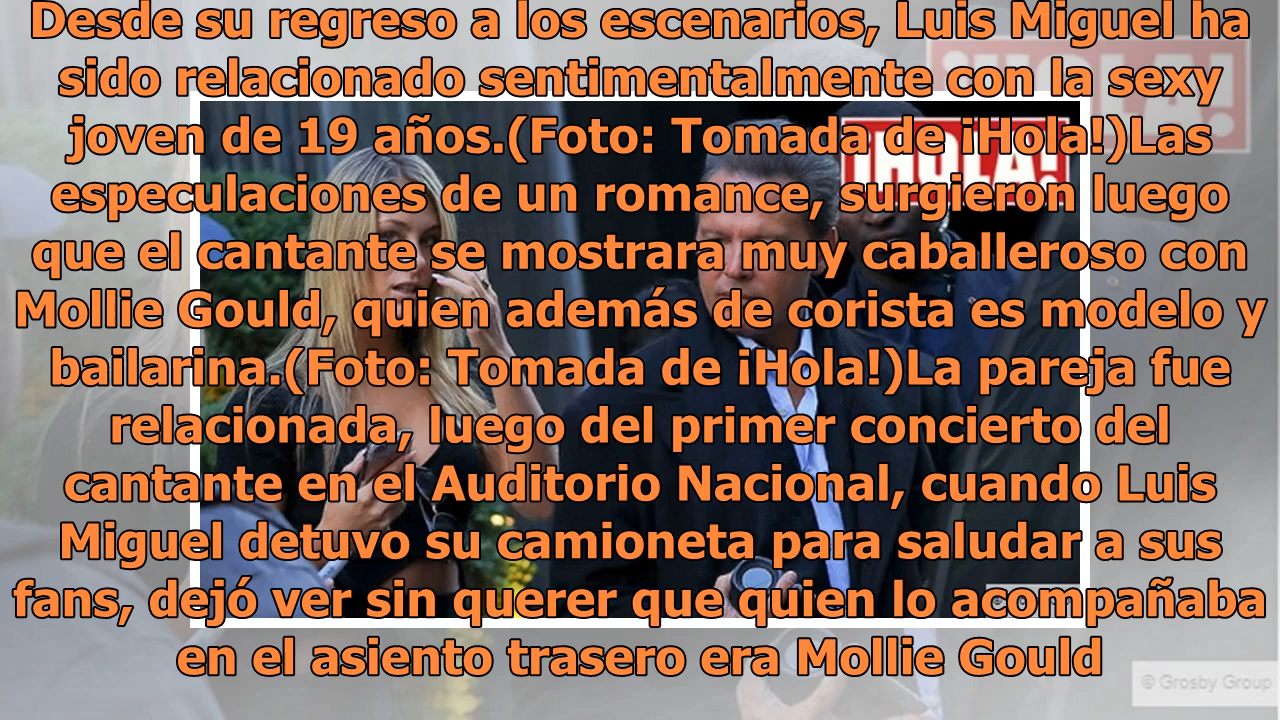 Desde su regreso a los escenarios, Luis Miguel ha
sido relacionado sentimentalmente con la sexy
joven de 19 años.(Foto: Tomada de ¡Hola!)Las
especulaciones de un romance, surgieron luego
que el cantante se mostrara muy caballeroso con
Mollie Gould, quien además de corista es modelo y
bailarina.(Foto: Tomada de ¡Hola!)La pareja fue
relacionada, luego del primer concierto del
cantante en el Auditorio Nacional, cuando Luis
Miguel detuvo su camioneta para saludar a sus
fans, dejó ver sin querer que quien lo acompañaba
en el asiento trasero era Mollie Gould
¡HOLA!
¡HOLA!
© Grosby Group